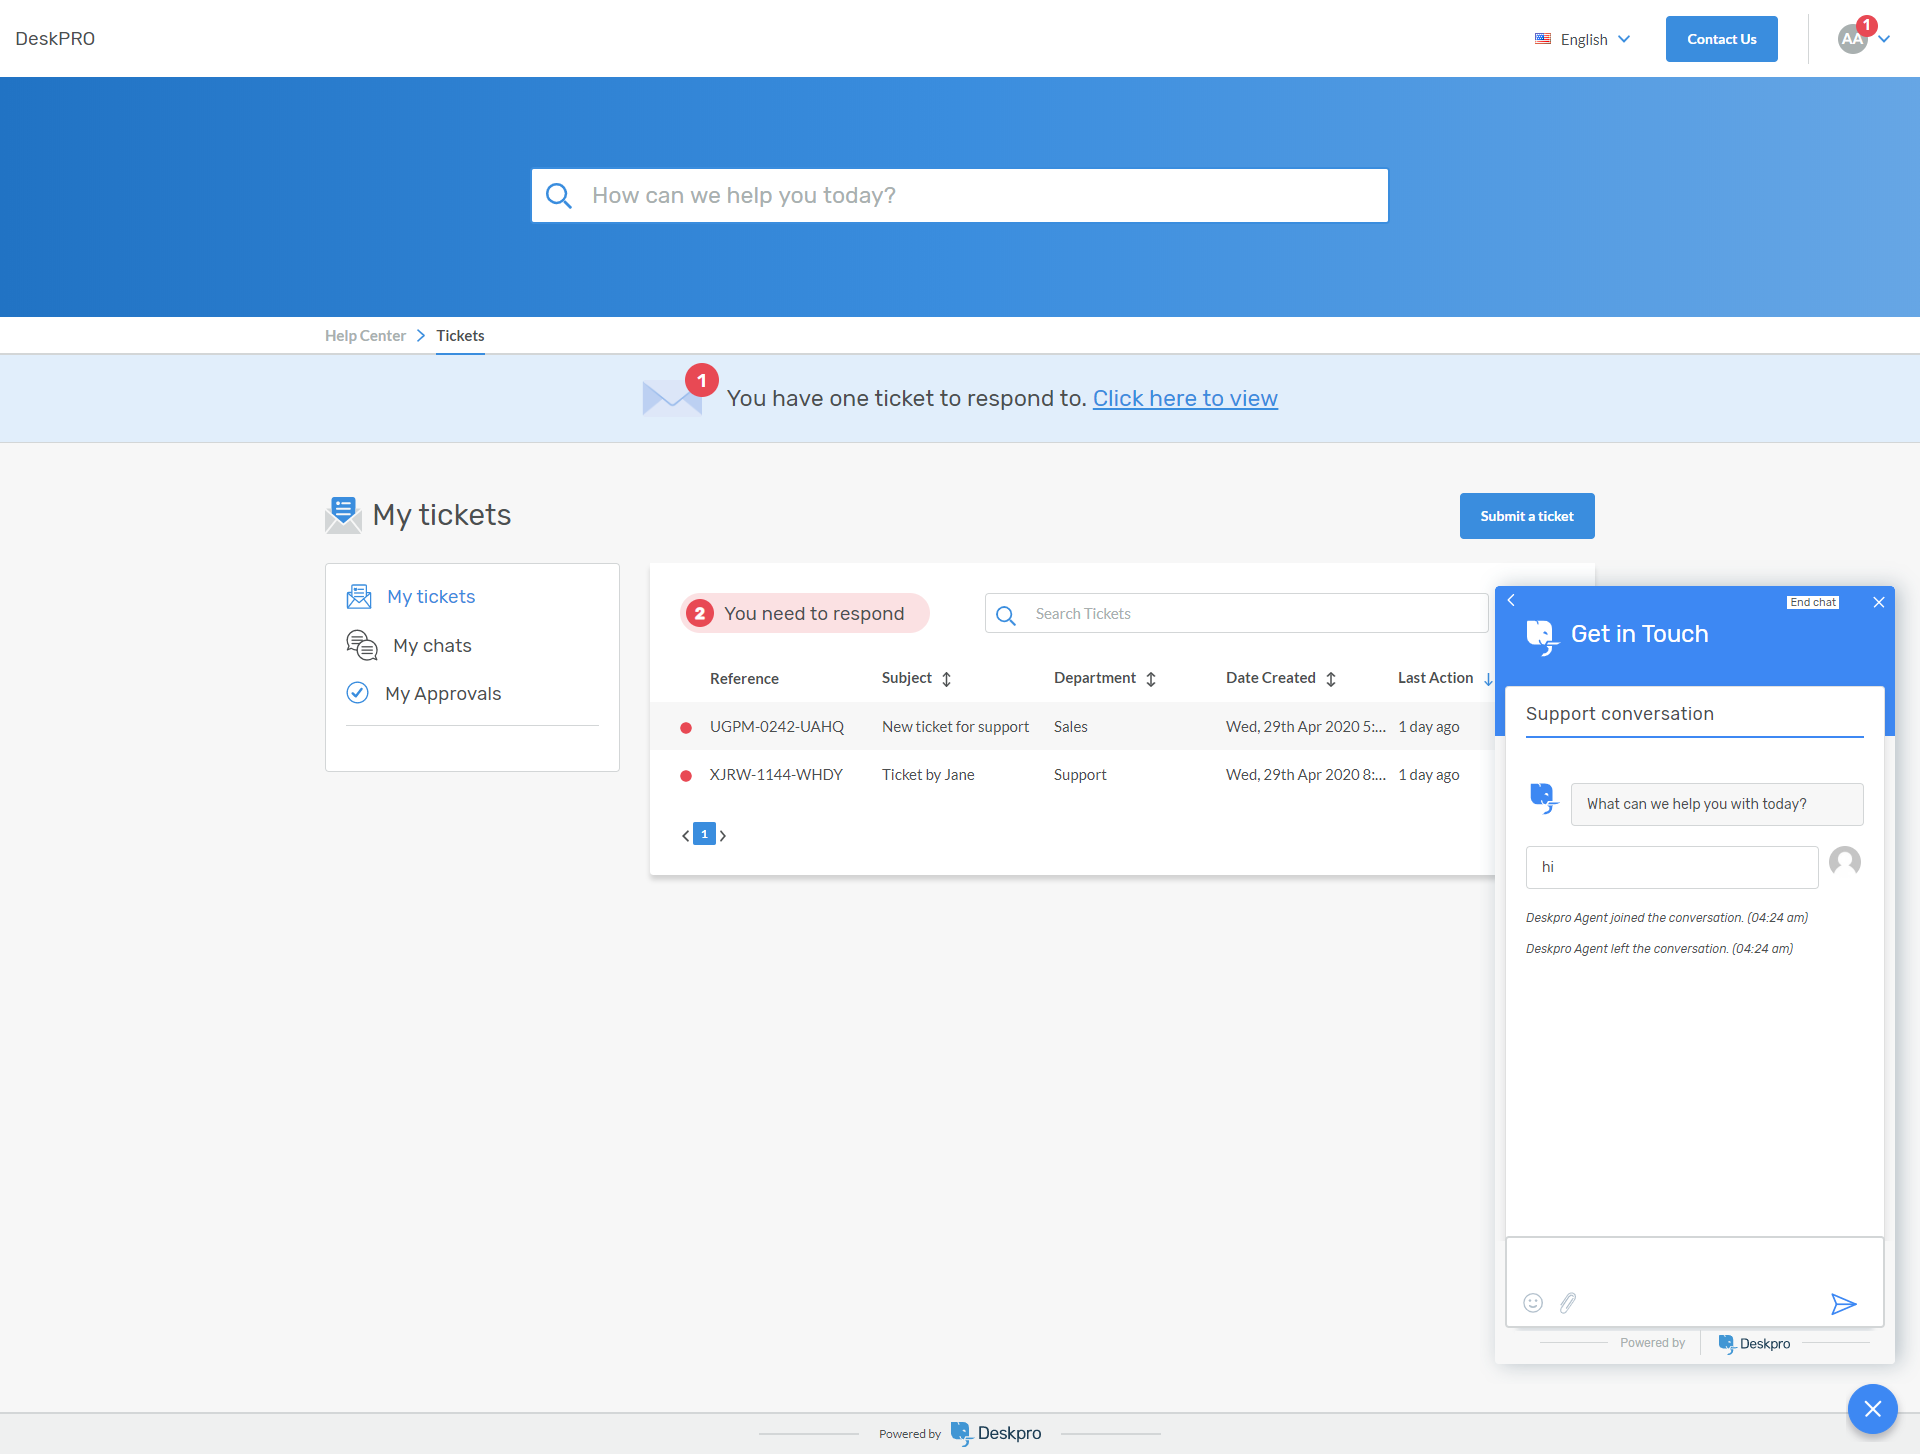 DeskPRO
English
Contact Us
AA
1
How can we help you today?
Help Center
Tickets
1
You have one ticket to respond to. Click here to view
My tickets
Submit a ticket
My tickets
My chats
My Approvals
2
You need to respond
Search Tickets
Reference Subject Department Date Created Last Action
UGPM-0242-UAHQ New ticket for support Sales Wed, 29th Apr 2020 5:... 1 day ago
XJRW-1144-WHDY Ticket by Jane Support Wed, 29th Apr 2020 8:... 1 day ago
1
End chat
Get in Touch
Support conversation
What can we help you with today?
hi
Deskpro Agent joined the conversation. (04:24 am)
Deskpro Agent left the conversation. (04:24 am)
Powered by Deskpro
Powered by Deskpro